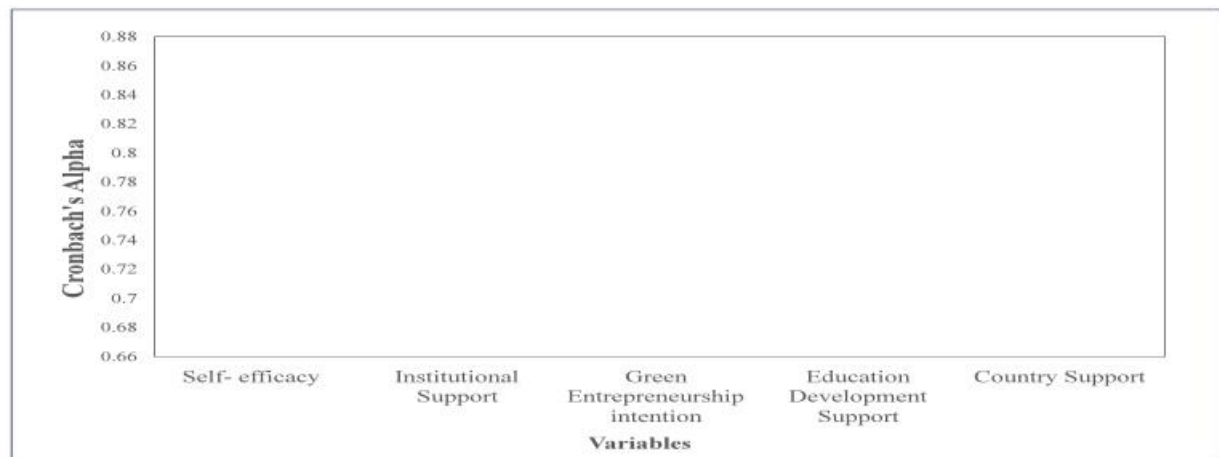 Cronbach's Alpha
0.88
0.86
0.84
0.82
0.8
0.78
0.76
0.74
0.72
0.7
0.68
0.66
Self- efficacy
Institutional
Support
Green
Entrepreneurship
intention
Education
Development
Support
Country Support
Variables